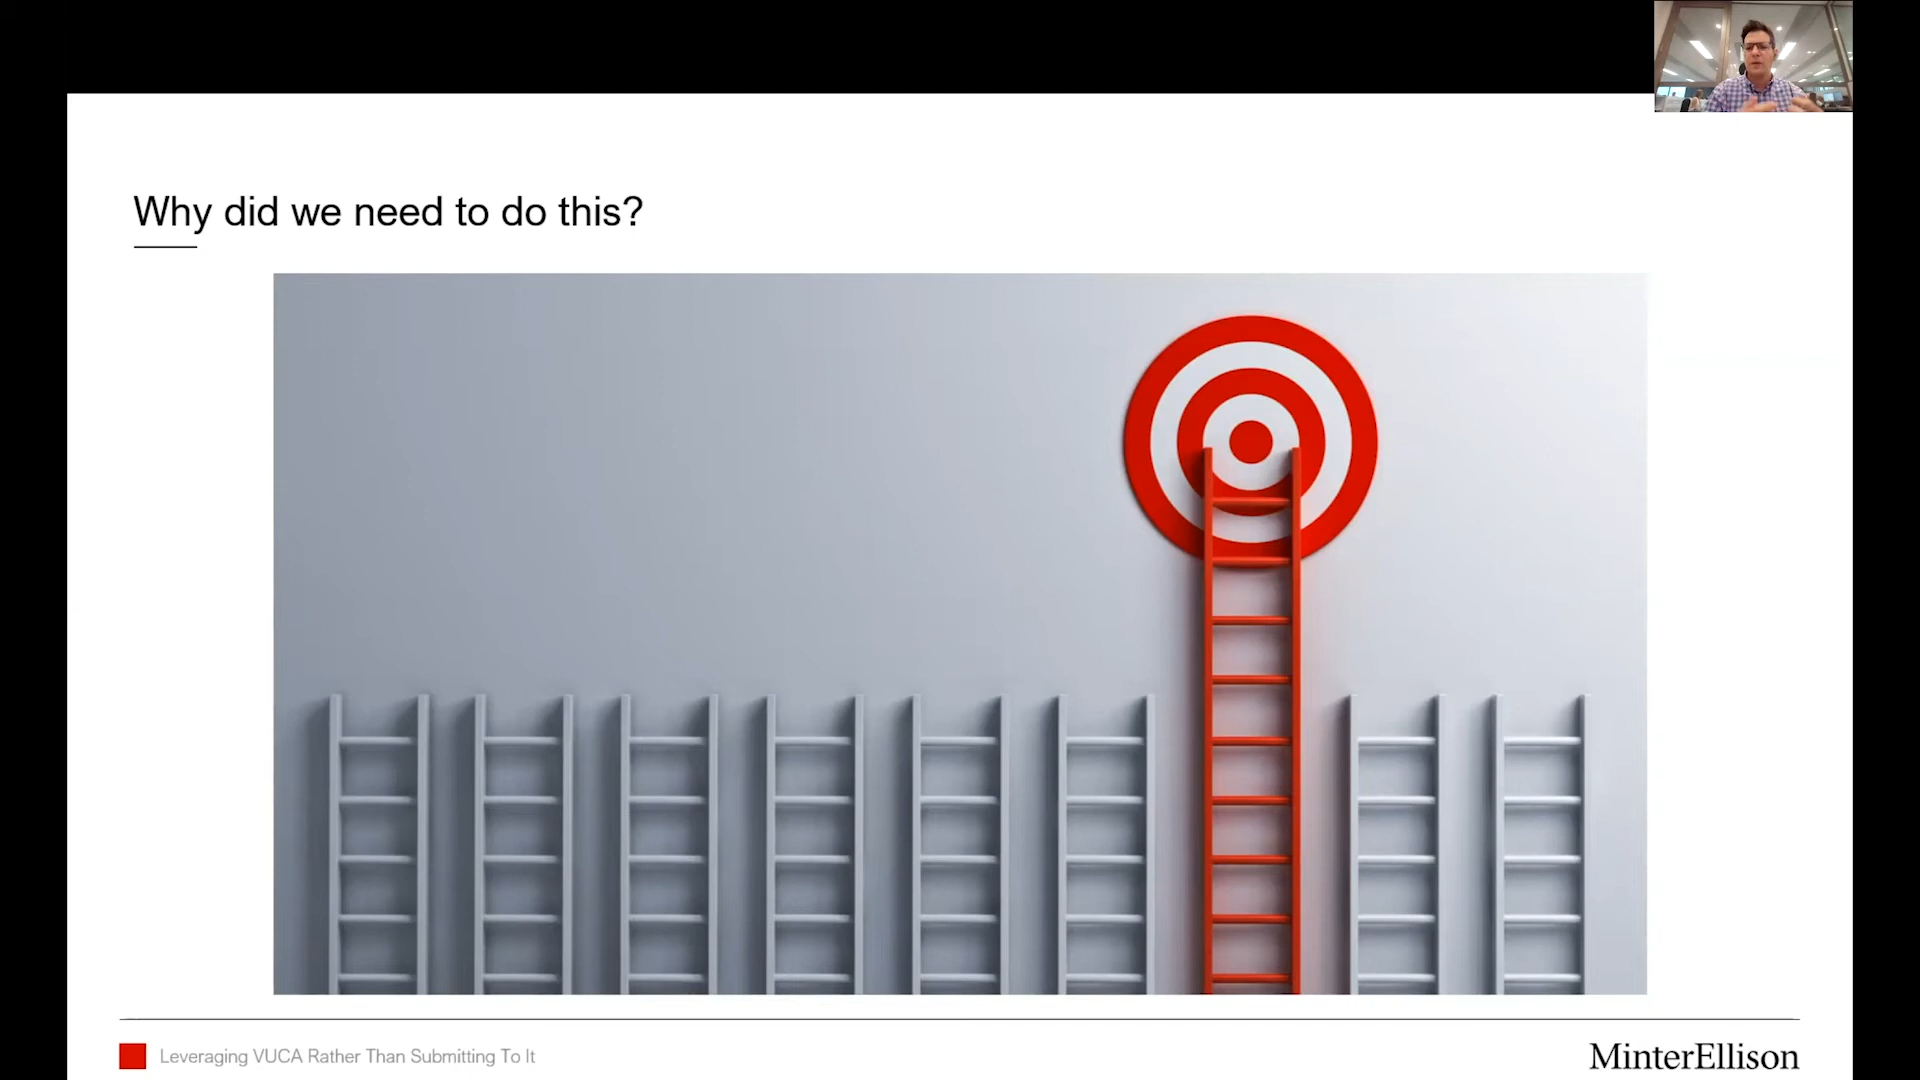 Why did we need to do this?
Leveraging VUCA Rather Than Submitting To It
MinterEllison